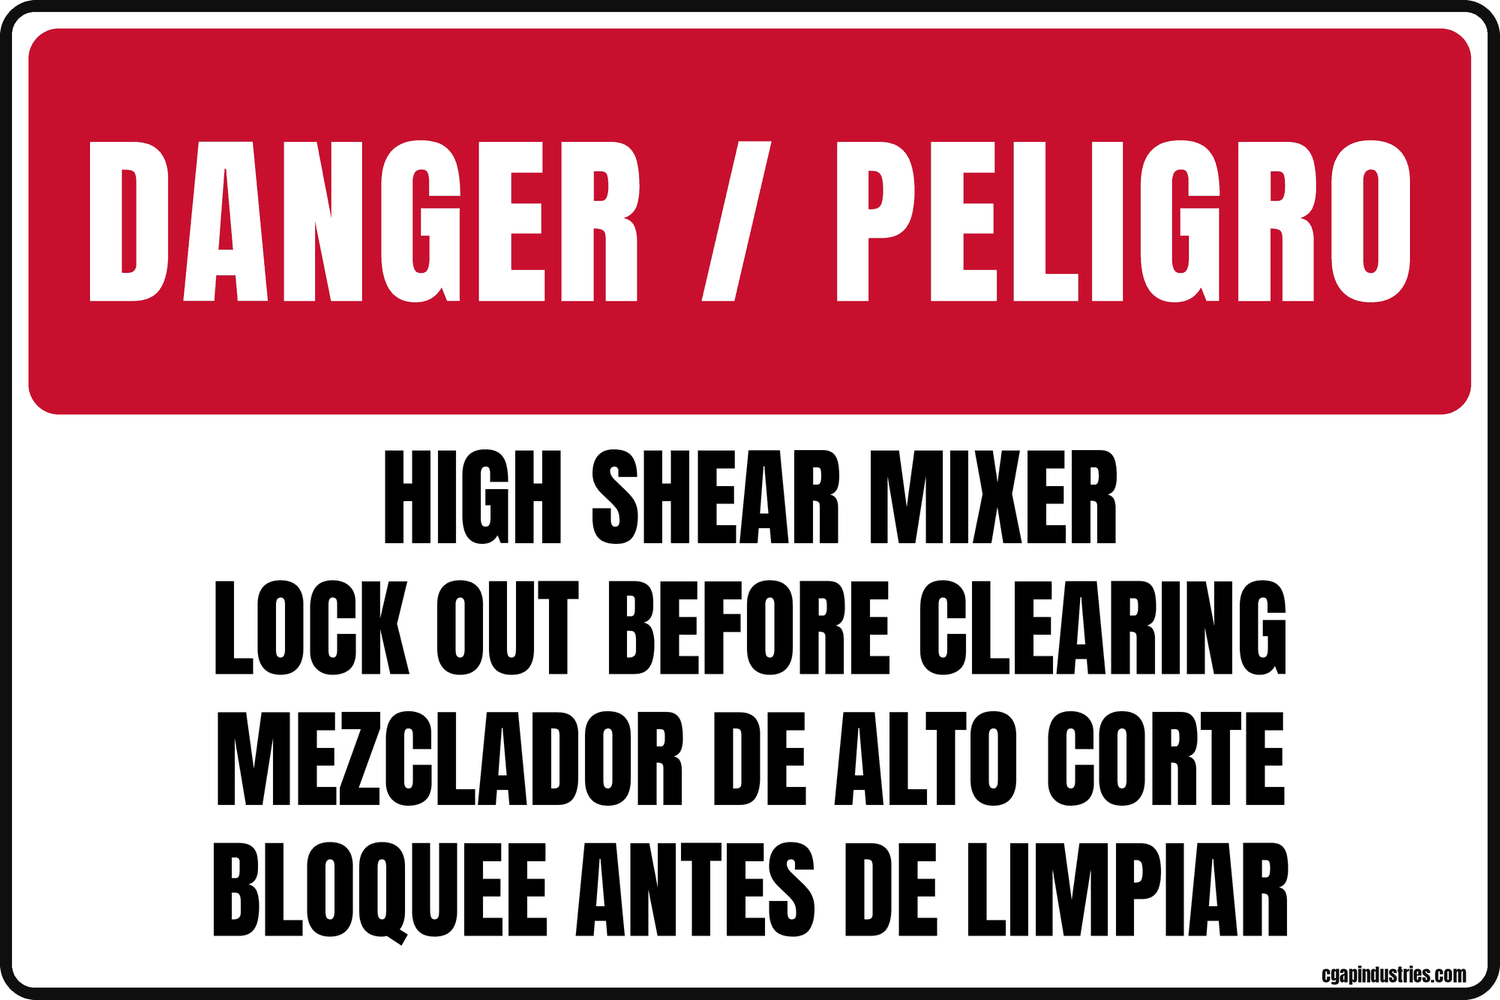 DANGER / PELIGRO
HIGH SHEAR MIXER
LOCK OUT BEFORE CLEARING
MEZCLADOR DE ALTO CORTE
BLOQUEE ANTES DE LIMPIAR
cgapindustries.com